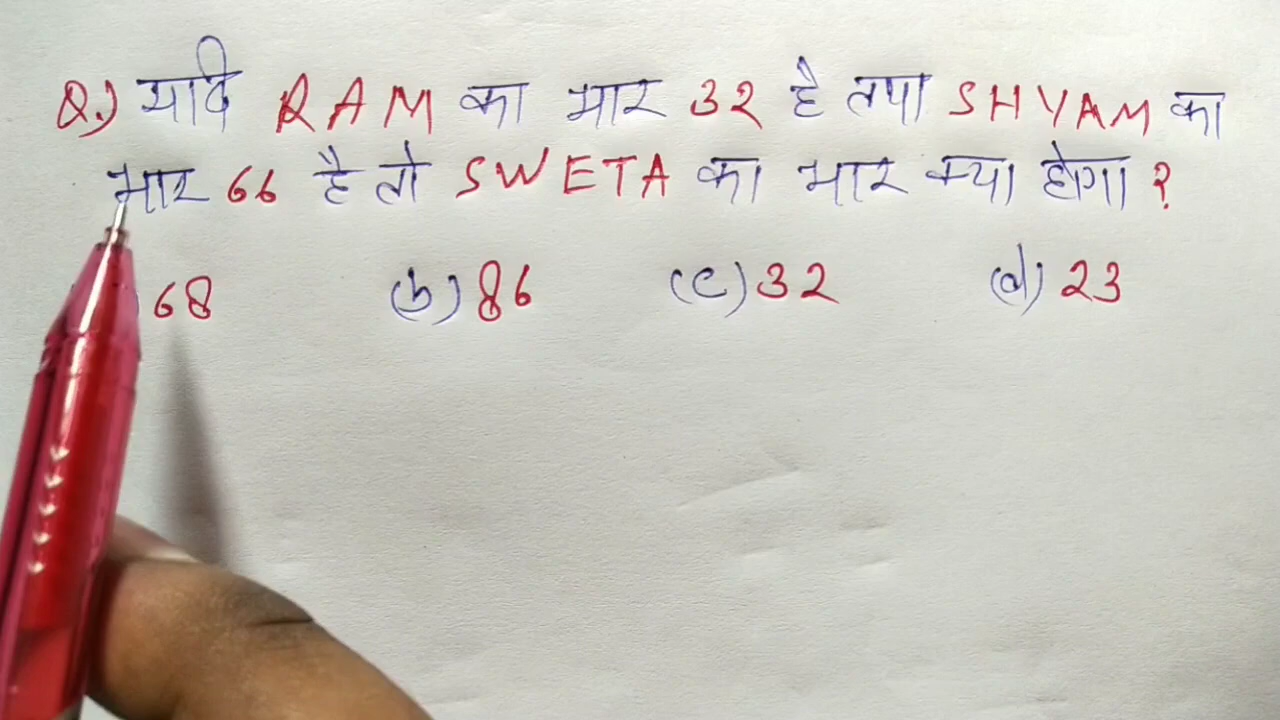 Q.) यदि RAM का भार 32 है तथा SHYAM का
भार 66 है तो SWETA का भार क्या होगा ?
) 68 (b) 86 (c) 32 (d) 23